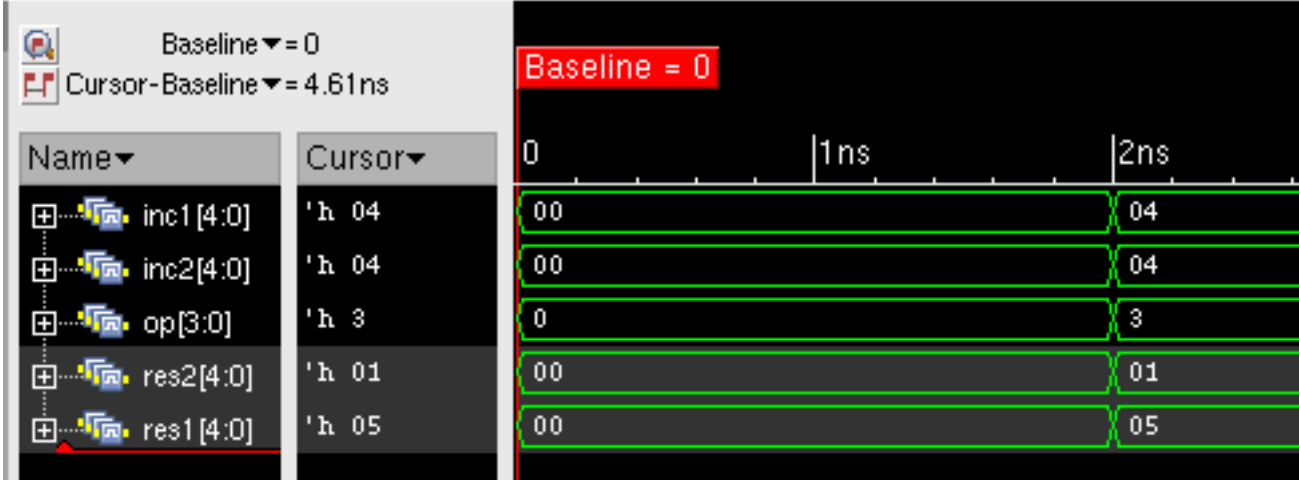 Baseline▾= 0
Cursor-Baseline▾= 4.61ns
Baseline = 0
Name▾ Cursor▾ 0 1ns 2ns
inc1[4:0] 'h 04 00 04
inc2[4:0] 'h 04 00 04
op[3:0] 'h 3 0 3
res2[4:0] 'h 01 00 01
res1[4:0] 'h 05 00 05